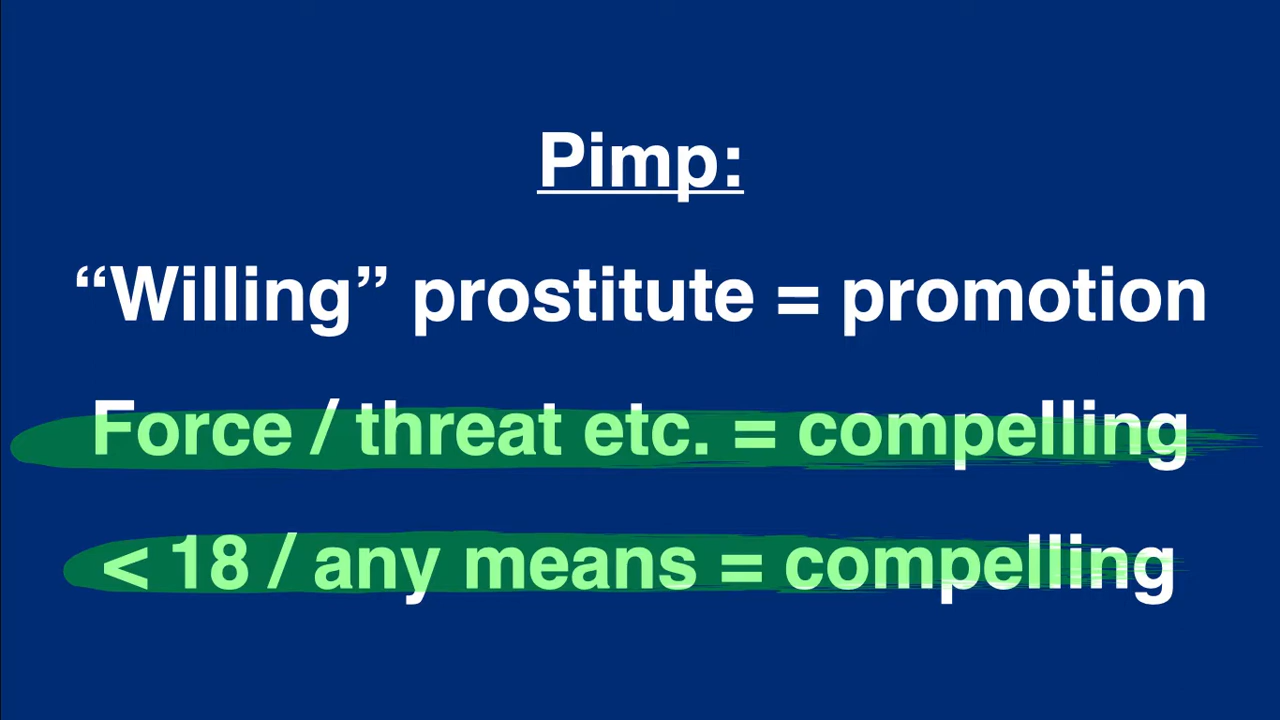 Pimp:
“Willing” prostitute = promotion
Force / threat etc. = compelling
< 18 / any means = compelling